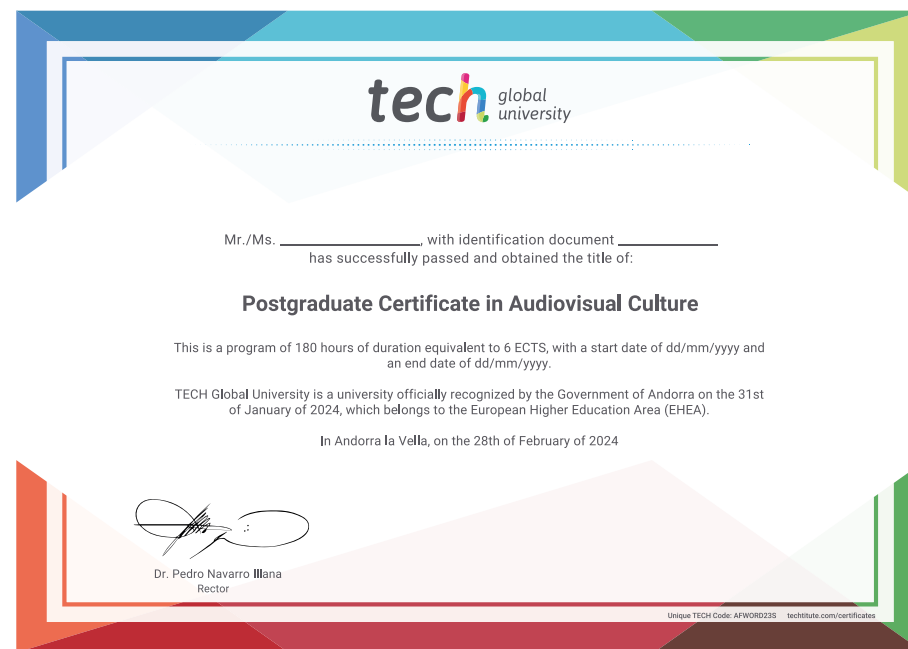 tech global university
Mr./Ms. ____________, with identification document ____________
has successfully passed and obtained the title of:
Postgraduate Certificate in Audiovisual Culture
This is a program of 180 hours of duration equivalent to 6 ECTS, with a start date of dd/mm/yyyy and
an end date of dd/mm/yyyy.
TECH Global University is a university officially recognized by the Government of Andorra on the 31st
of January of 2024, which belongs to the European Higher Education Area (EHEA).
In Andorra la Vella, on the 28th of February of 2024
Dr. Pedro Navarro Illana
Rector
Unique TECH Code: AFWORD23S techtitute.com/certificates